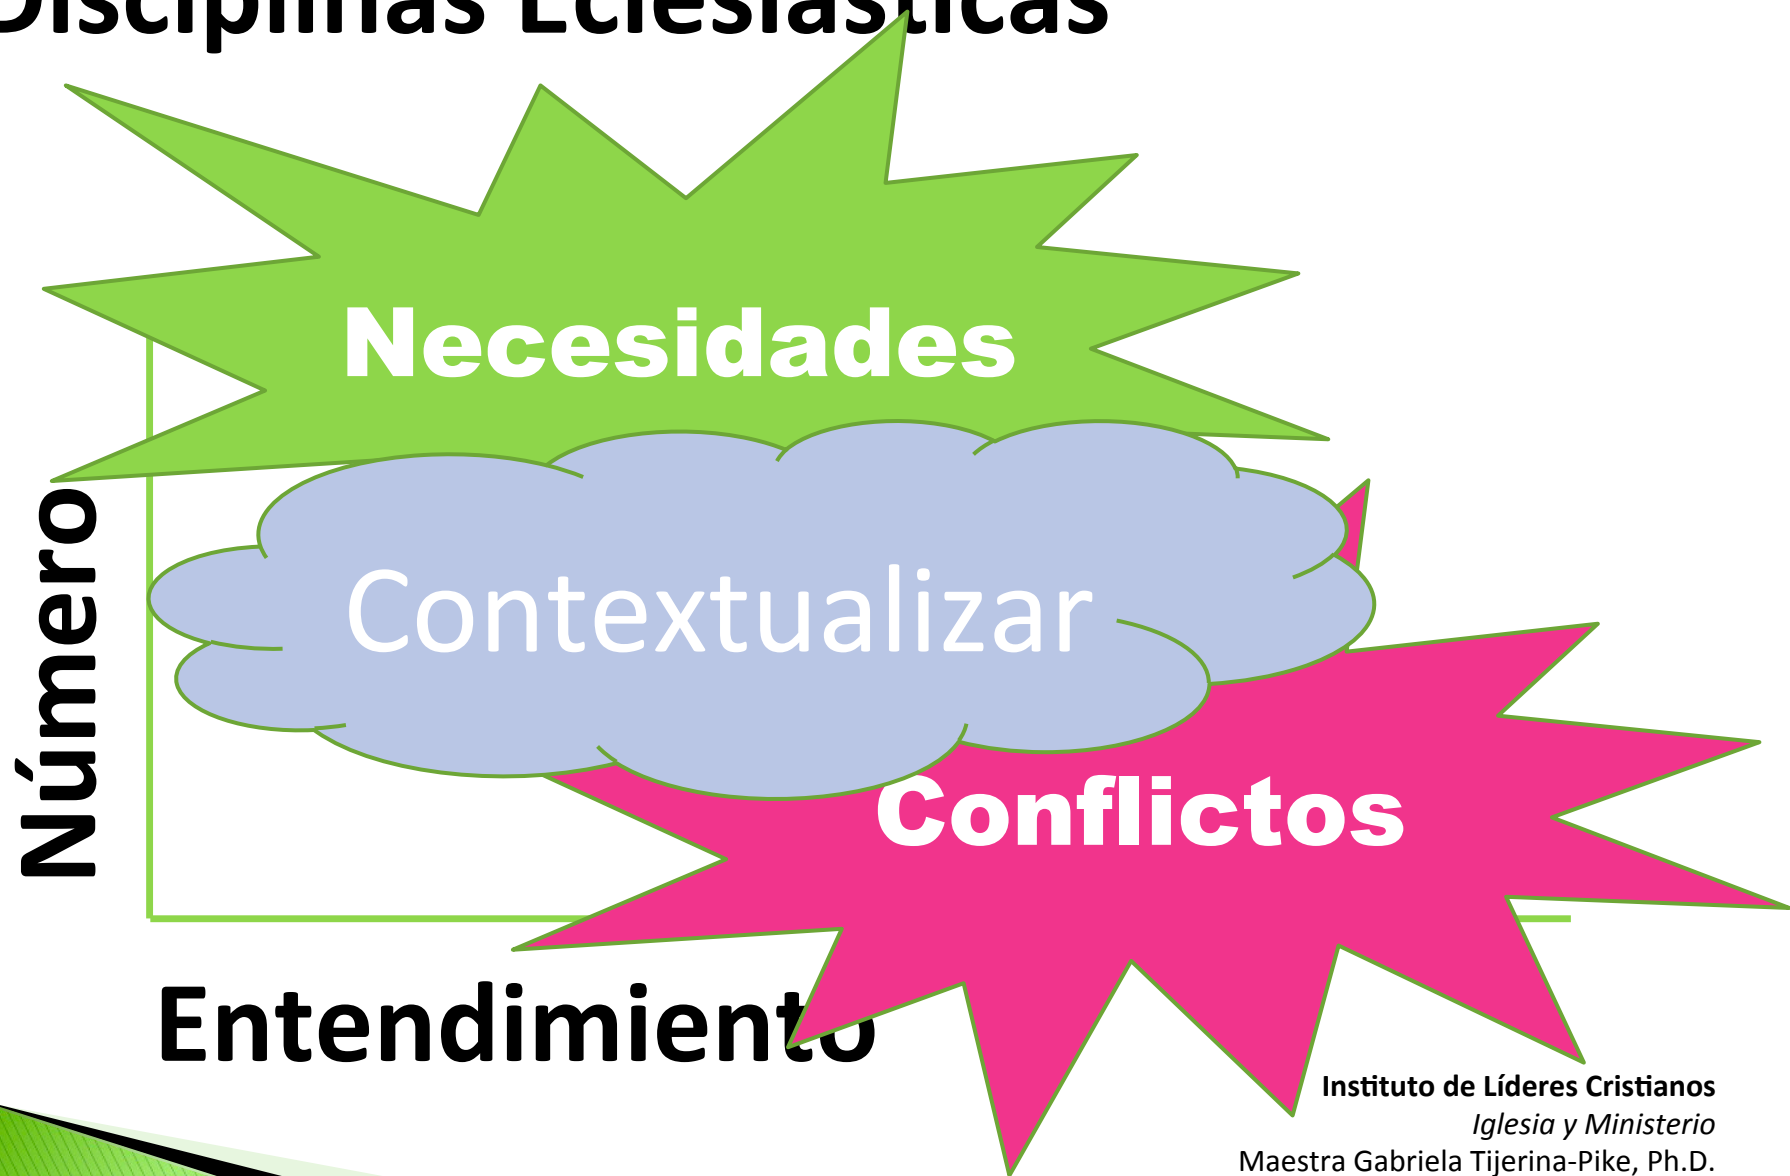 Disciplinas Eclesiásticas
Necesidades
Número
Contextualizar
Conflictos
Entendimiento
Instituto de Líderes Cristianos
Iglesia y Ministerio
Maestra Gabriela Tijerina-Pike, Ph.D.